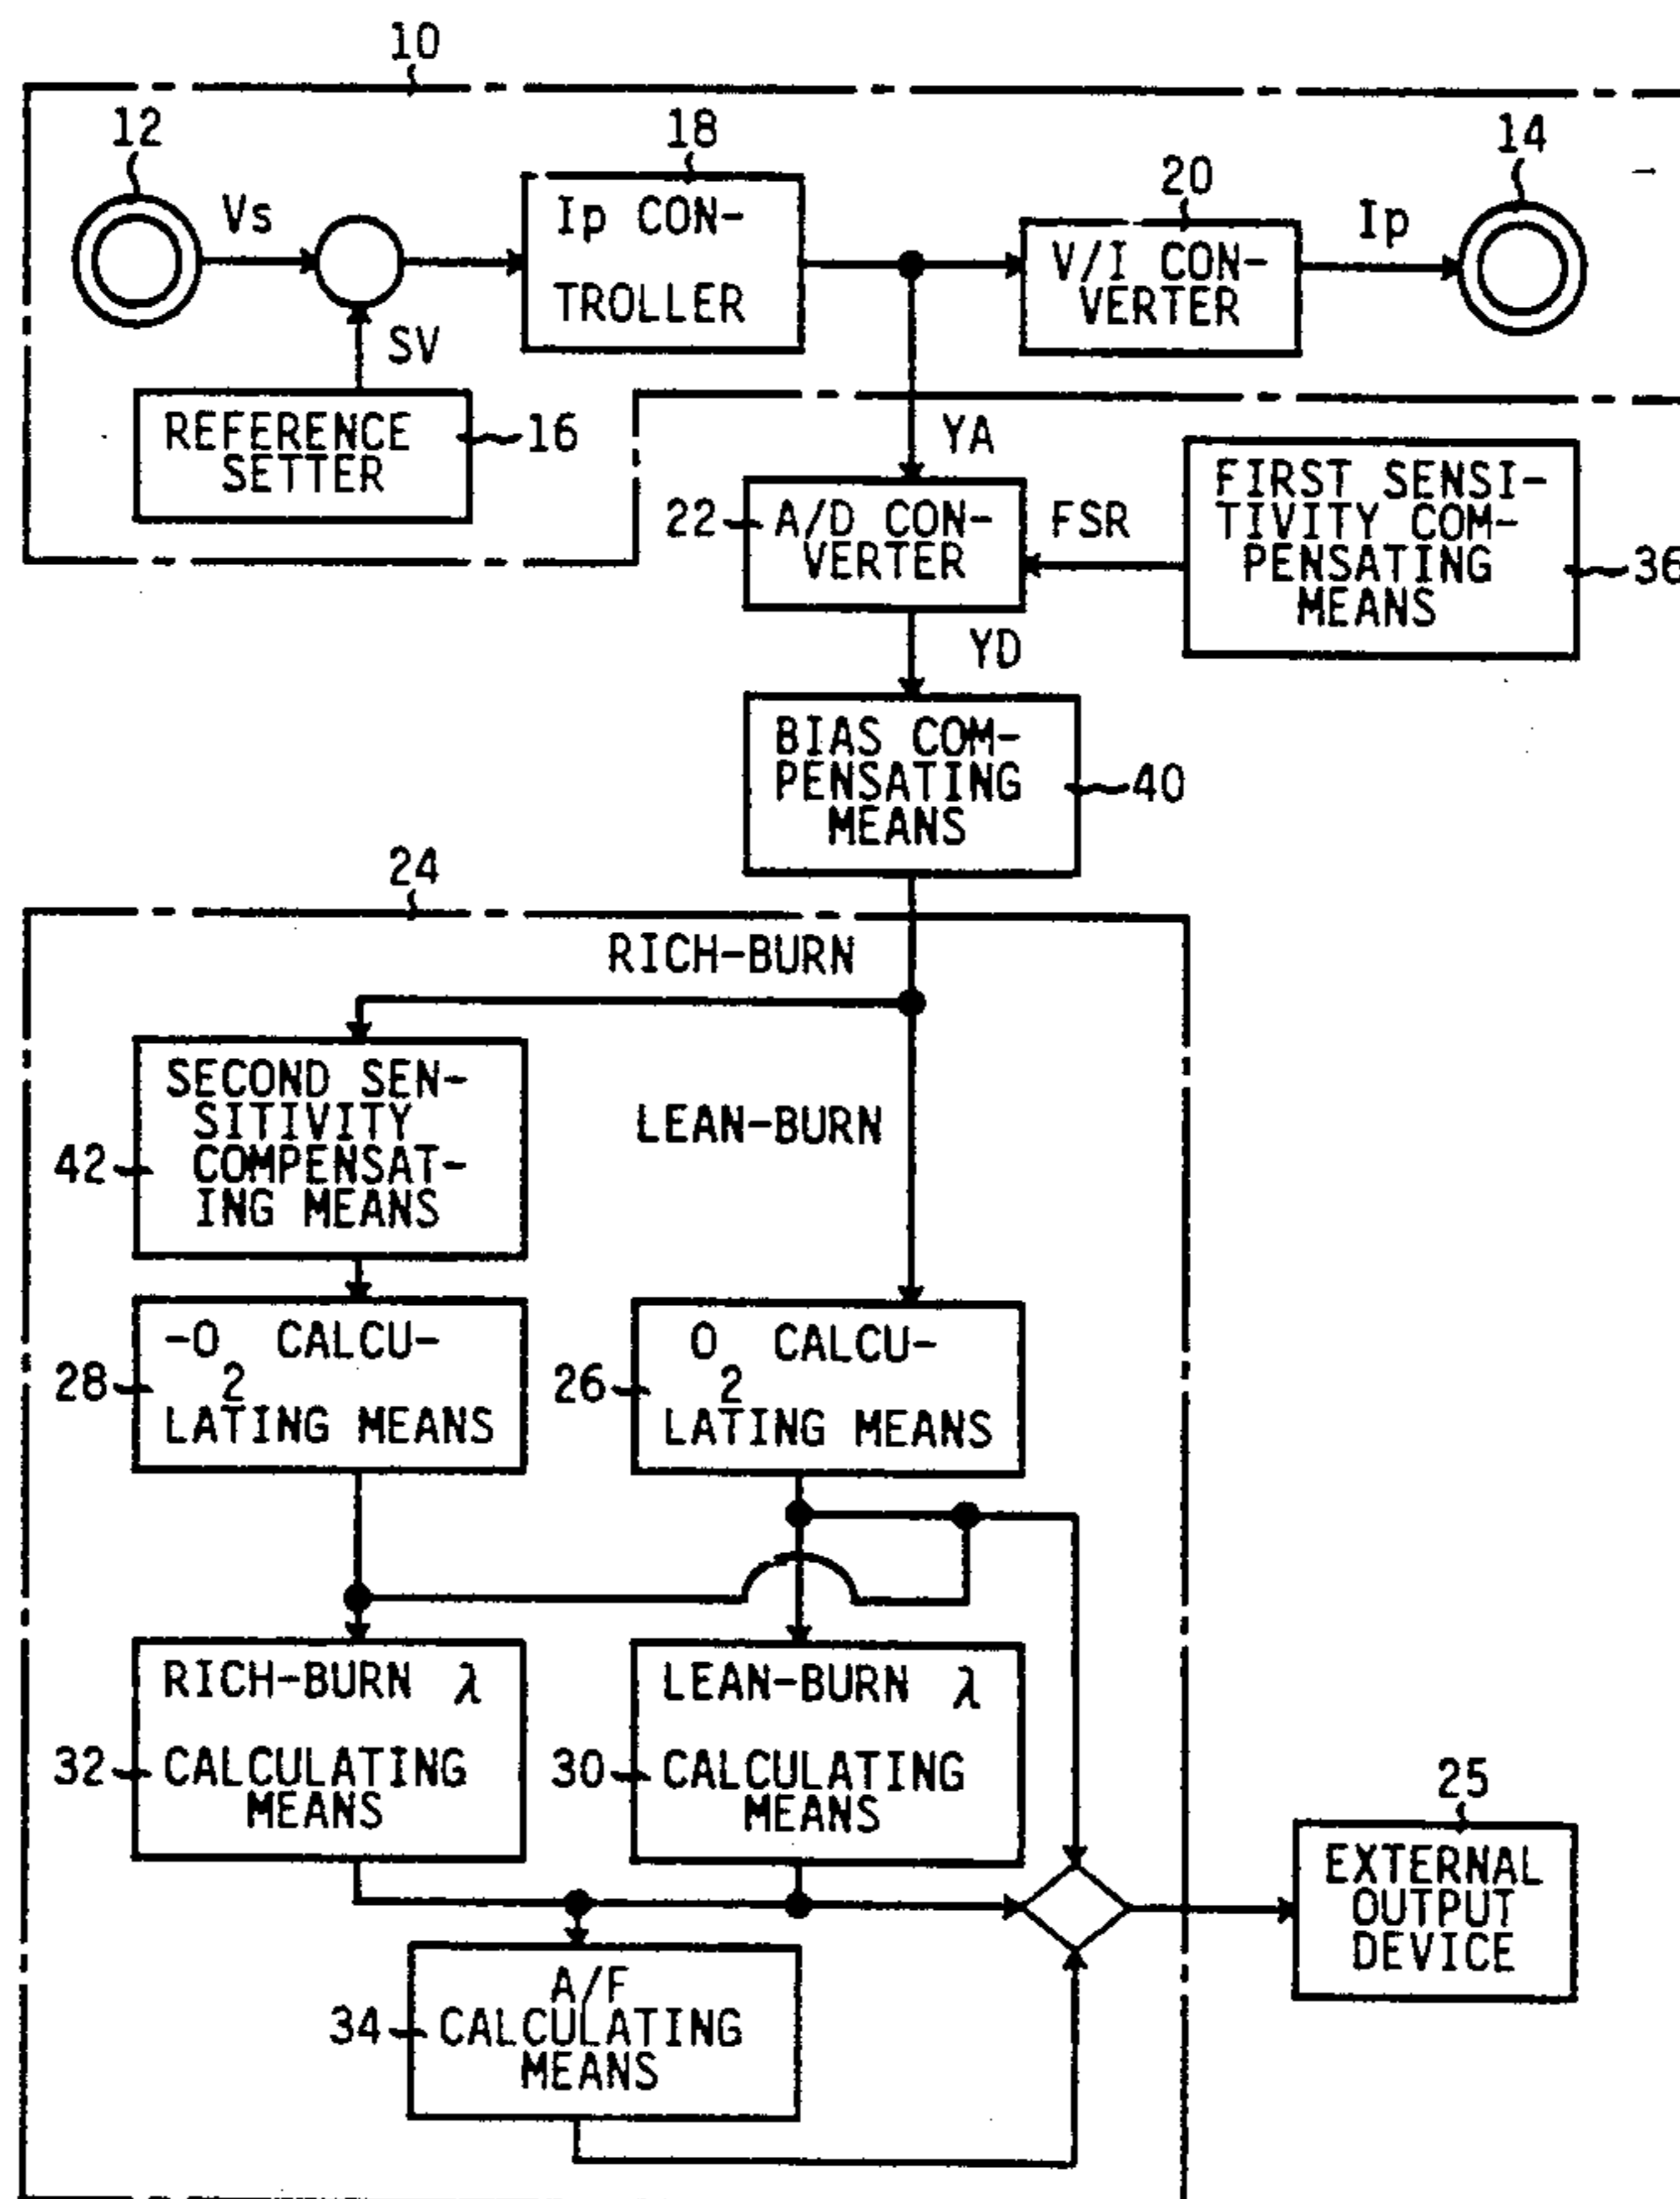 10
12
18
14
20
Vs
Ip CON-
TROLLER
V/I CON-
VERTER
Ip
SV
REFERENCE
SETTER
16
YA
22
A/D CON-
VERTER
FSR
FIRST SENSI-
TIVITY COM-
PENSATING
MEANS
36
YD
BIAS COM-
PENSATING
MEANS
40
24
RICH-BURN
SECOND SEN-
SITIVITY
COMPENSAT-
ING MEANS
42
LEAN-BURN
-O2 CALCU-
LATING MEANS
28
O2 CALCU-
LATING MEANS
26
RICH-BURN λ
CALCULATING
MEANS
32
LEAN-BURN λ
CALCULATING
MEANS
30
25
EXTERNAL
OUTPUT
DEVICE
A/F
CALCULATING
MEANS
34